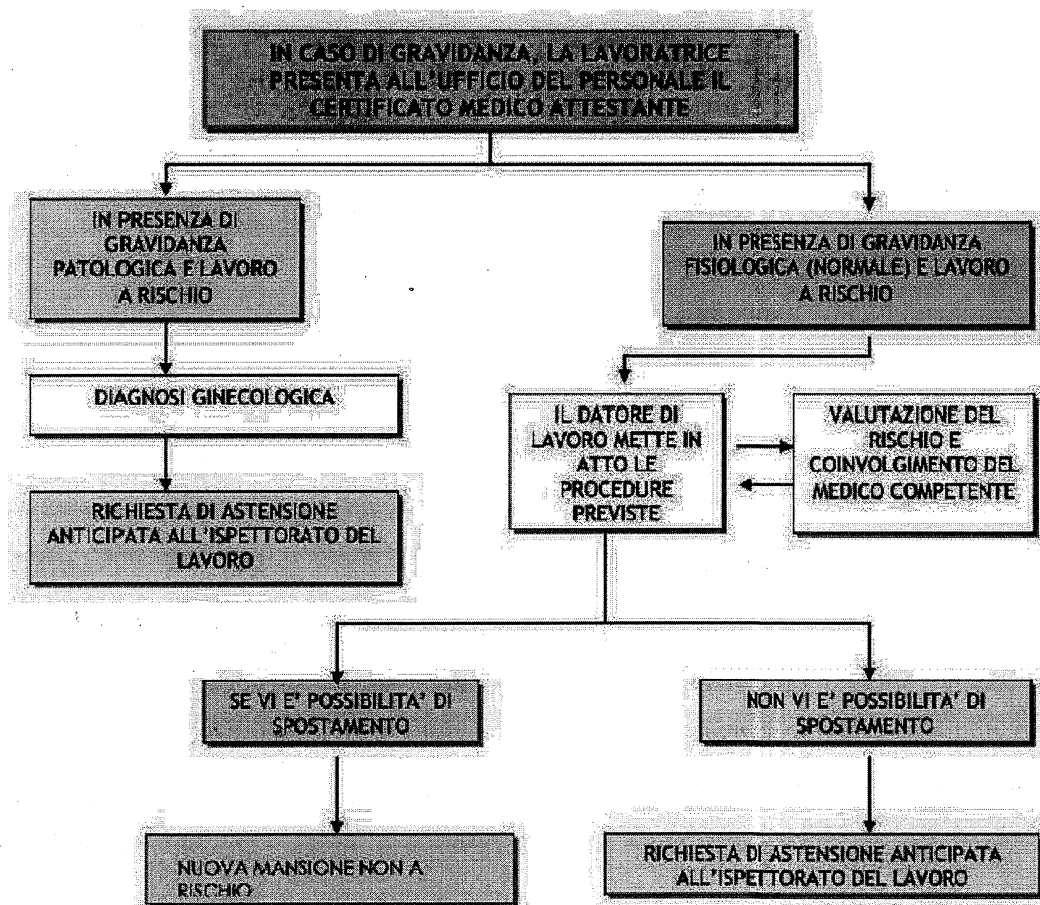 IN CASO DI GRAVIDANZA, LA LAVORATRICE
PRESENTA ALL'UFFICIO DEL PERSONALE IL
CERTIFICATO MEDICO ATTESTANTE
IN PRESENZA DI
GRAVIDANZA
PATOLOGICA E LAVORO
A RISCHIO
IN PRESENZA DI GRAVIDANZA
FISIOLOGICA (NORMALE) E LAVORO
A RISCHIO
DIAGNOSI GINECOLOGICA
IL DATORE DI
LAVORO METTE IN
ATTO LE
PROCEDURE
PREVISTE
VALUTAZIONE DEL
RISCHIO E
COINVOLGIMENTO DEL
MEDICO COMPETENTE
RICHIESTA DI ASTENSIONE
ANTICIPATA ALL'ISPETTORATO DEL
LAVORO
SE VI E' POSSIBILITA' DI
SPOSTAMENTO
NON VI E' POSSIBILITA' DI
SPOSTAMENTO
NUOVA MANSIONE NON A
RISCHIO
RICHIESTA DI ASTENSIONE ANTICIPATA
ALL'ISPETTORATO DEL LAVORO